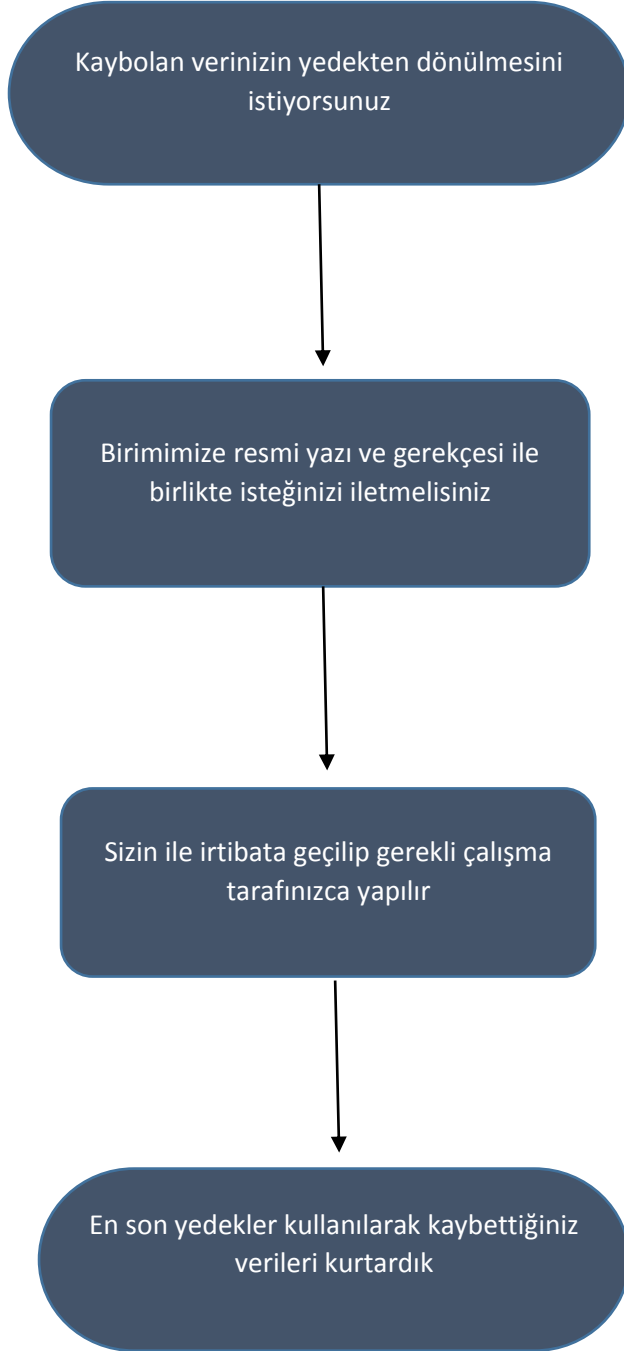 Kaybolan verinizin yedekten dönülmesini
istiyorsunuz
Birimimize resmi yazı ve gerekçesi ile
birlikte isteğinizi iletmelisiniz
Sizin ile irtibata geçilip gerekli çalışma
tarafınızca yapılır
En son yedekler kullanılarak kaybettiğiniz
verileri kurtardık